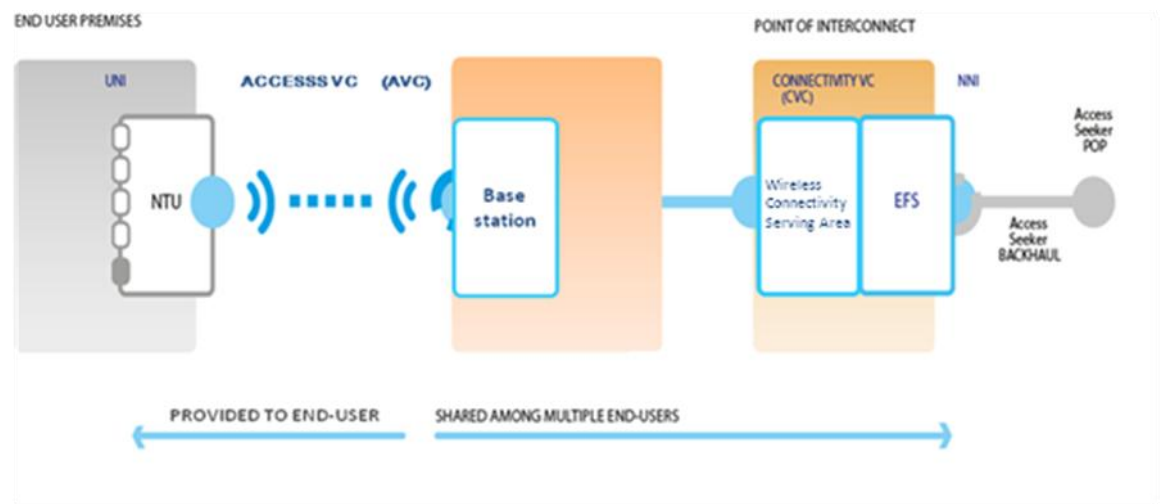 END USER PREMISES
POINT OF INTERCONNECT
UNI
ACCESSS VC (AVC)
CONNECTIVITY VC
(CVC)
NNI
Access
Seeker
POP
NTU
Base
station
Wireless
Connectivity
Serving Area
EFS
Access
Seeker
BACKHAUL
PROVIDED TO END-USER
SHARED AMONG MULTIPLE END-USERS